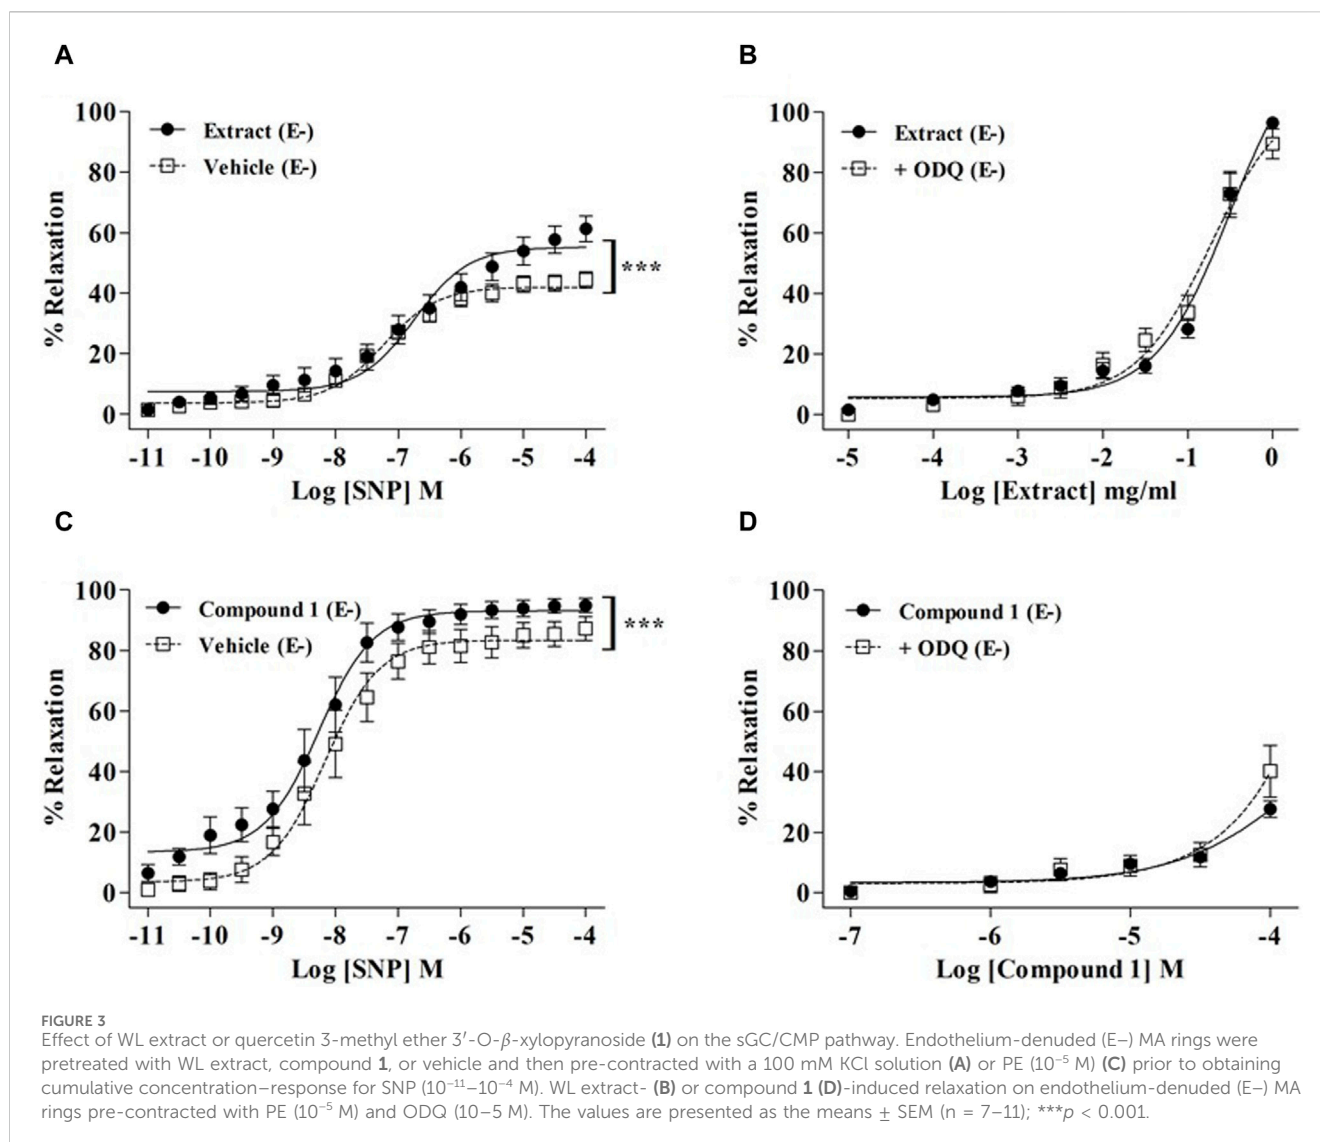 A
100
80
60
40
20
0
% Relaxation
Extract (E-)
Vehicle (E-)
***
-11 -10 -9 -8 -7 -6 -5 -4
Log [SNP] M
B
100
80
60
40
20
0
% Relaxation
Extract (E-)
+ ODQ (E-)
-5 -4 -3 -2 -1 0
Log [Extract] mg/ml
C
100
80
60
40
20
0
% Relaxation
Compound 1 (E-)
Vehicle (E-)
***
-11 -10 -9 -8 -7 -6 -5 -4
Log [SNP] M
D
100
80
60
40
20
0
% Relaxation
Compound 1 (E-)
+ ODQ (E-)
-7 -6 -5 -4
Log [Compound 1] M
FIGURE 3
Effect of WL extract or quercetin 3-methyl ether 3′-O-β-xylopyranoside (1) on the sGC/CMP pathway. Endothelium-denuded (E−) MA rings were
pretreated with WL extract, compound 1, or vehicle and then pre-contracted with a 100 mM KCl solution (A) or PE (10⁻⁵ M) (C) prior to obtaining
cumulative concentration–response for SNP (10⁻¹¹–10⁻⁴ M). WL extract- (B) or compound 1 (D)-induced relaxation on endothelium-denuded (E−) MA
rings pre-contracted with PE (10⁻⁵ M) and ODQ (10−5 M). The values are presented as the means ± SEM (n = 7–11); ***p < 0.001.